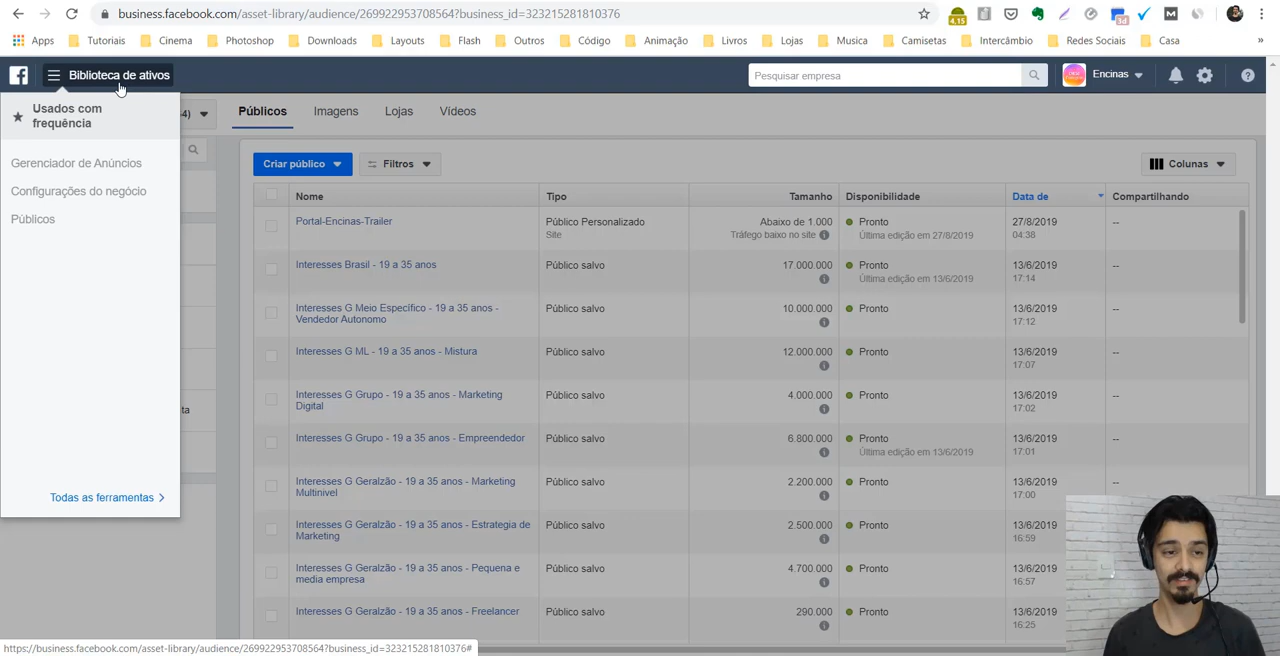 business.facebook.com/asset-library/audience/269922953708564?business_id=323215281810376
4.15
3d
M
Apps Tutoriais Cinema Photoshop Downloads Layouts Flash Outros Código Animação Livros Lojas Musica Camisetas Intercâmbio Redes Sociais Casa »
Biblioteca de ativos
Pesquisar empresa
Encinas
Usados com
frequência
Gerenciador de Anúncios
Configurações do negócio
Públicos
Todas as ferramentas
4)
ta
Públicos Imagens Lojas Vídeos
Criar público Filtros Colunas
Nome Tipo Tamanho Disponibilidade Data de Compartilhando
Portal-Encinas-Trailer Público Personalizado Abaixo de 1.000 Pronto 27/8/2019 --
Site Tráfego baixo no site Última edição em 27/8/2019 04:38
Interesses Brasil - 19 a 35 anos Público salvo 17.000.000 Pronto 13/6/2019 --
Última edição em 13/6/2019 17:14
Interesses G Meio Específico - 19 a 35 anos - Público salvo 10.000.000 Pronto 13/6/2019 --
Vendedor Autonomo 17:12
Interesses G ML - 19 a 35 anos - Mistura Público salvo 12.000.000 Pronto 13/6/2019 --
17:07
Interesses G Grupo - 19 a 35 anos - Marketing Público salvo 4.000.000 Pronto 13/6/2019 --
Digital 17:02
Interesses G Grupo - 19 a 35 anos - Empreendedor Público salvo 6.800.000 Pronto 13/6/2019 --
Última edição em 13/6/2019 17:01
Interesses G Geralzão - 19 a 35 anos - Marketing Público salvo 2.200.000 Pronto 13/6/2019 --
Multinivel 17:00
Interesses G Geralzão - 19 a 35 anos - Estrategia de Público salvo 2.500.000 Pronto 13/6/2019
Marketing 16:59
Interesses G Geralzão - 19 a 35 anos - Pequena e Público salvo 4.700.000 Pronto 13/6/2019
media empresa 16:57
Interesses G Geralzão - 19 a 35 anos - Freelancer Público salvo 290.000 Pronto 13/6/2019
16:25
https://business.facebook.com/asset-library/audience/269922953708564?business_id=323215281810376#